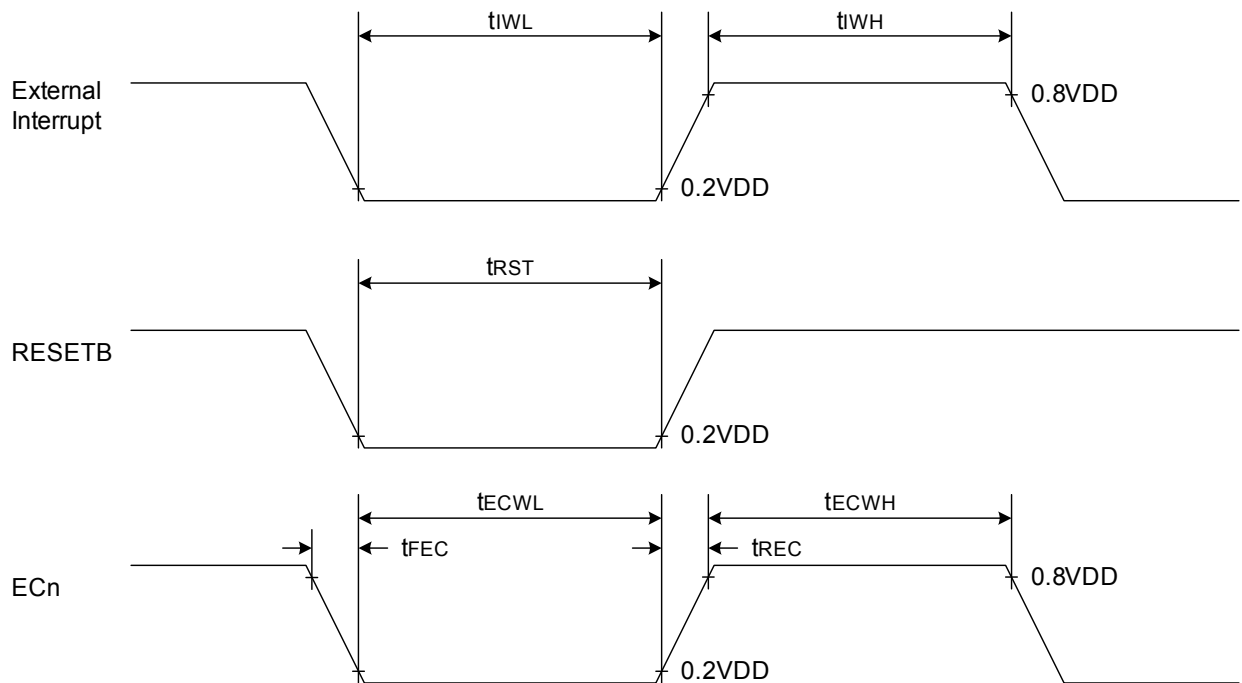 tIWL
tIWH
External
Interrupt
0.8VDD
0.2VDD
tRST
RESETB
0.2VDD
tECWL
tECWH
tFEC
tREC
ECn
0.8VDD
0.2VDD